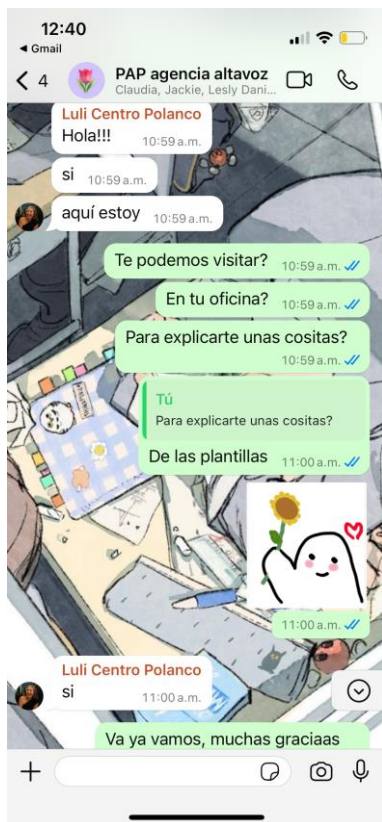 12:40
◀ Gmail
4
PAP agencia altavoz
Claudia, Jackie, Lesly Dani...
Luli Centro Polanco
Hola!!! 10:59 a.m.
si 10:59 a.m.
aquí estoy 10:59 a.m.
Te podemos visitar? 10:59 a.m.
En tu oficina? 10:59 a.m.
Para explicarte unas cositas?
10:59 a.m.
Tú
Para explicarte unas cositas?
De las plantillas 11:00 a.m.
11:00 a.m.
Luli Centro Polanco
si 11:00 a.m.
Va ya vamos, muchas graciaas